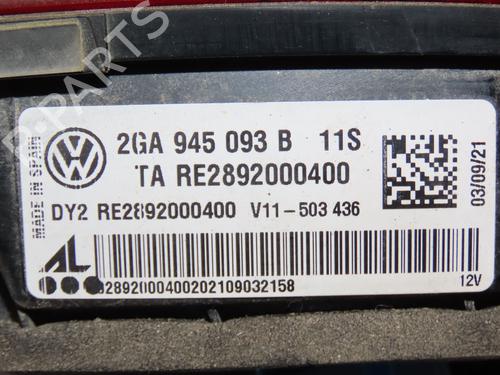 2GA 945 093 B 11S
TA RE2892000400
DY2 RE2892000400 V11-503 436
MADE IN SPAIN
03/09/21
AL
2892000400202109032158
12V